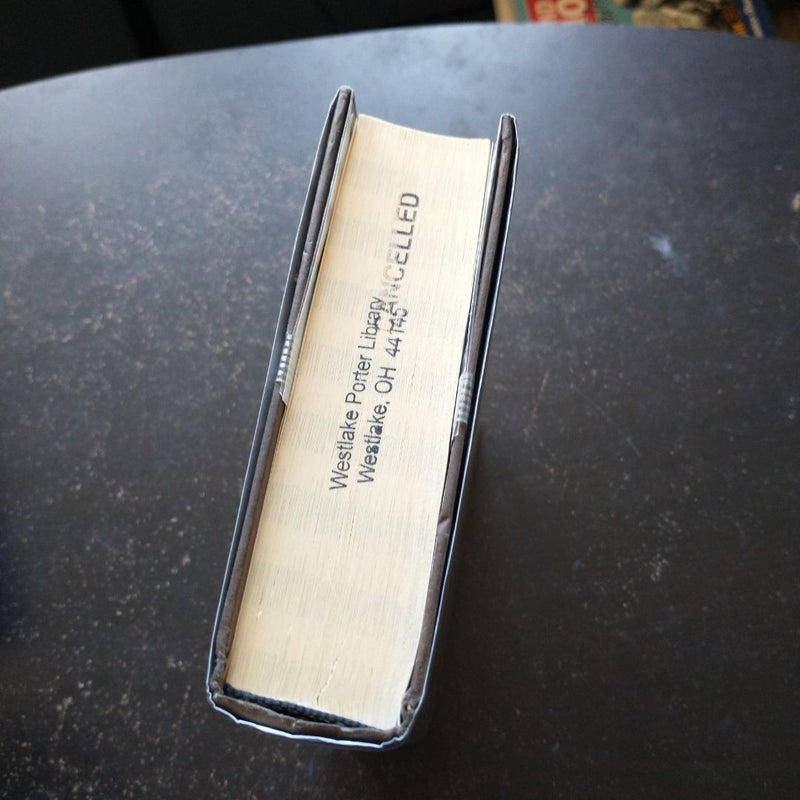 Westlake Porter Library
Westlake, OH 44145
CANCELLED